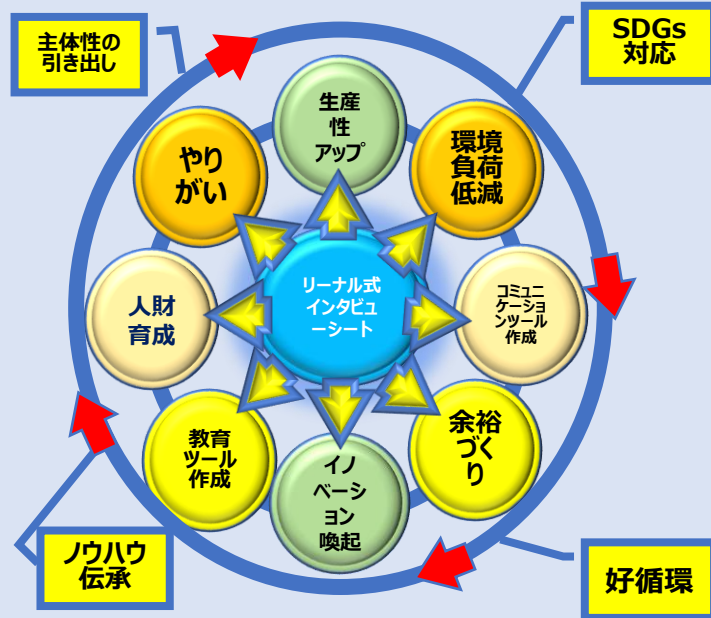 主体性の
引き出し
SDGs
対応
生産
性
アップ
やり
がい
環境
負荷
低減
リーナル式
インタビュ
ーシート
人財
育成
コミュニ
ケーショ
ンツール
作成
教育
ツール
作成
余裕
づく
り
イノ
ベーシ
ョン
喚起
ノウハウ
伝承
好循環